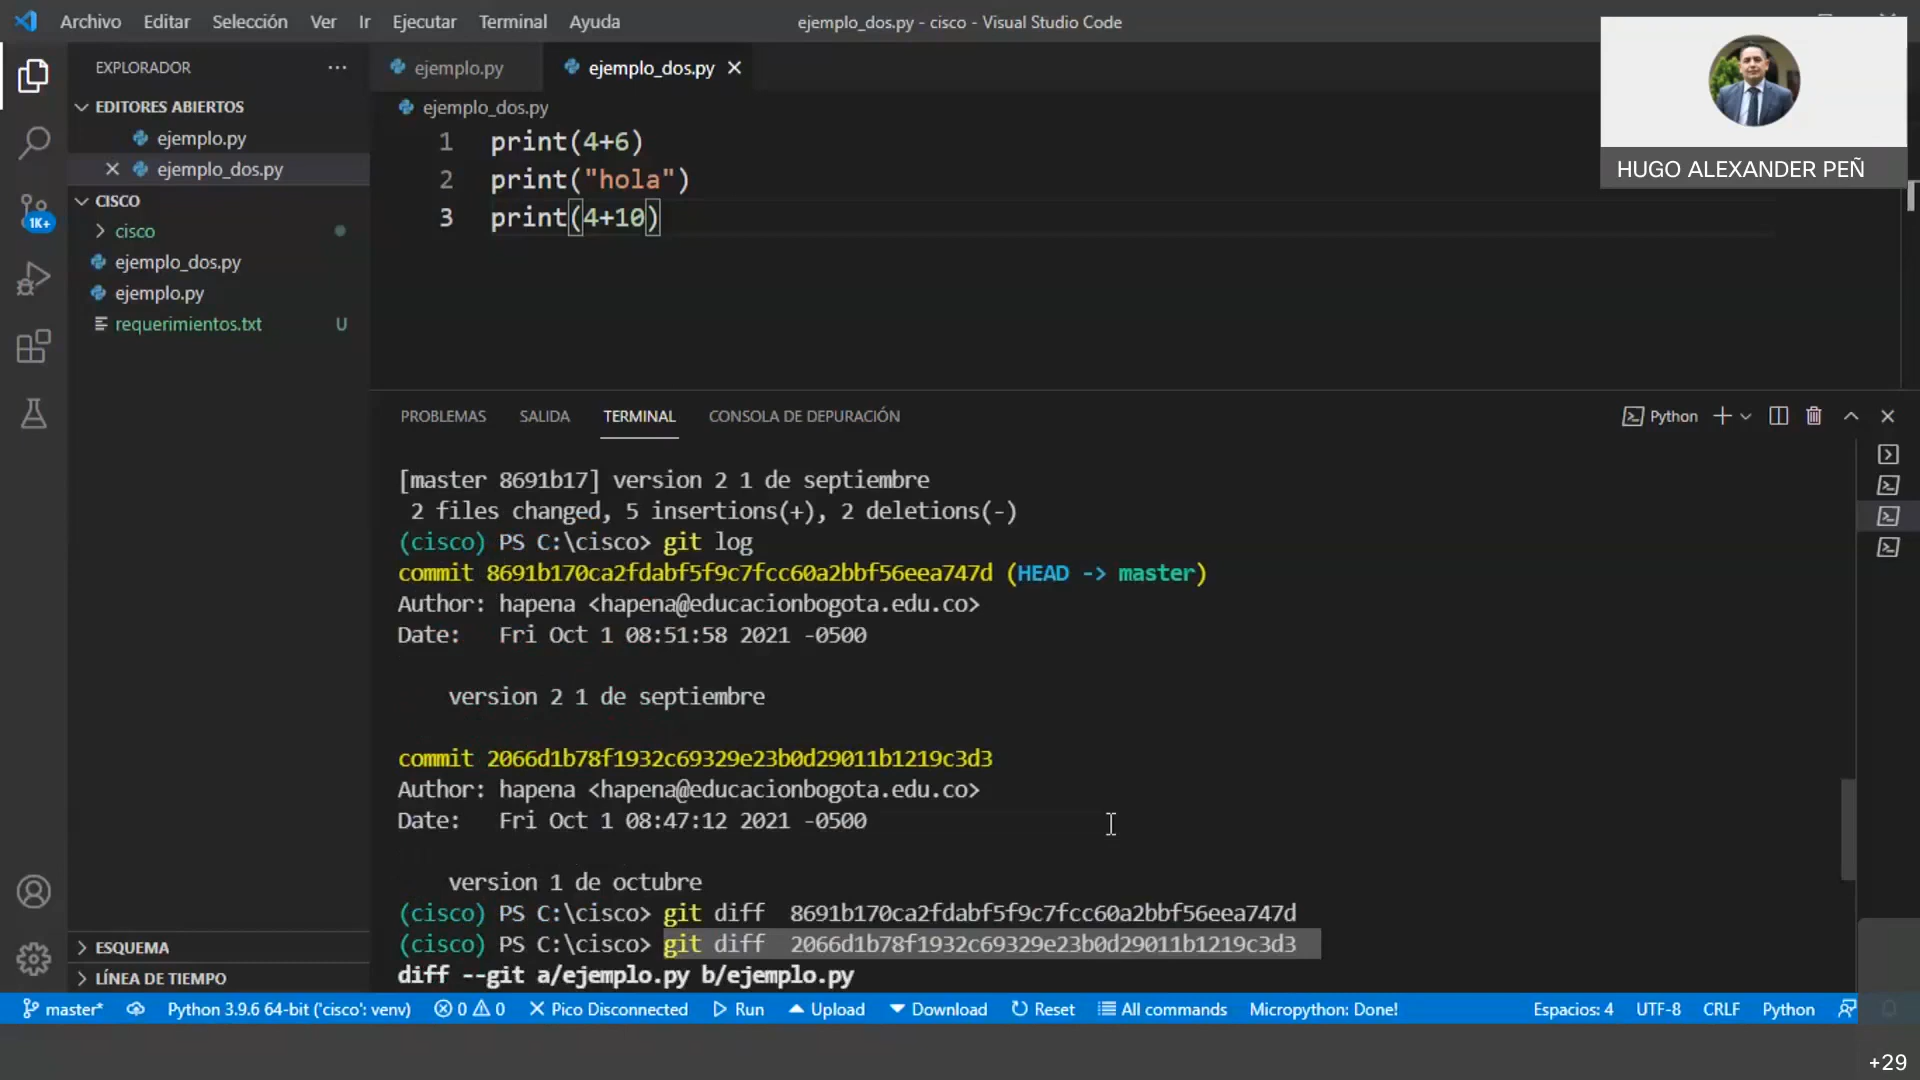 Archivo Editar Selección Ver Ir Ejecutar Terminal Ayuda ejemplo_dos.py - cisco - Visual Studio Code
EXPLORADOR
EDITORES ABIERTOS
ejemplo.py
ejemplo_dos.py
CISCO
cisco
ejemplo_dos.py
ejemplo.py
requerimientos.txt U
1K+
ESQUEMA
LÍNEA DE TIEMPO
ejemplo.py ejemplo_dos.py
ejemplo_dos.py
1 print(4+6)
2 print("hola")
3 print(4+10)
HUGO ALEXANDER PEÑ
PROBLEMAS SALIDA TERMINAL CONSOLA DE DEPURACIÓN Python
[master 8691b17] version 2 1 de septiembre
2 files changed, 5 insertions(+), 2 deletions(-)
(cisco) PS C:\cisco> git log
commit 8691b170ca2fdabf5f9c7fcc60a2bbf56eea747d (HEAD -> master)
Author: hapena <hapena@educacionbogota.edu.co>
Date:   Fri Oct 1 08:51:58 2021 -0500
version 2 1 de septiembre
commit 2066d1b78f1932c69329e23b0d29011b1219c3d3
Author: hapena <hapena@educacionbogota.edu.co>
Date:   Fri Oct 1 08:47:12 2021 -0500
version 1 de octubre
(cisco) PS C:\cisco> git diff  8691b170ca2fdabf5f9c7fcc60a2bbf56eea747d
(cisco) PS C:\cisco> git diff  2066d1b78f1932c69329e23b0d29011b1219c3d3
diff --git a/ejemplo.py b/ejemplo.py
master* Python 3.9.6 64-bit ('cisco': venv) 0 0 Pico Disconnected Run Upload Download Reset All commands Micropython: Done! Espacios: 4 UTF-8 CRLF Python
+29